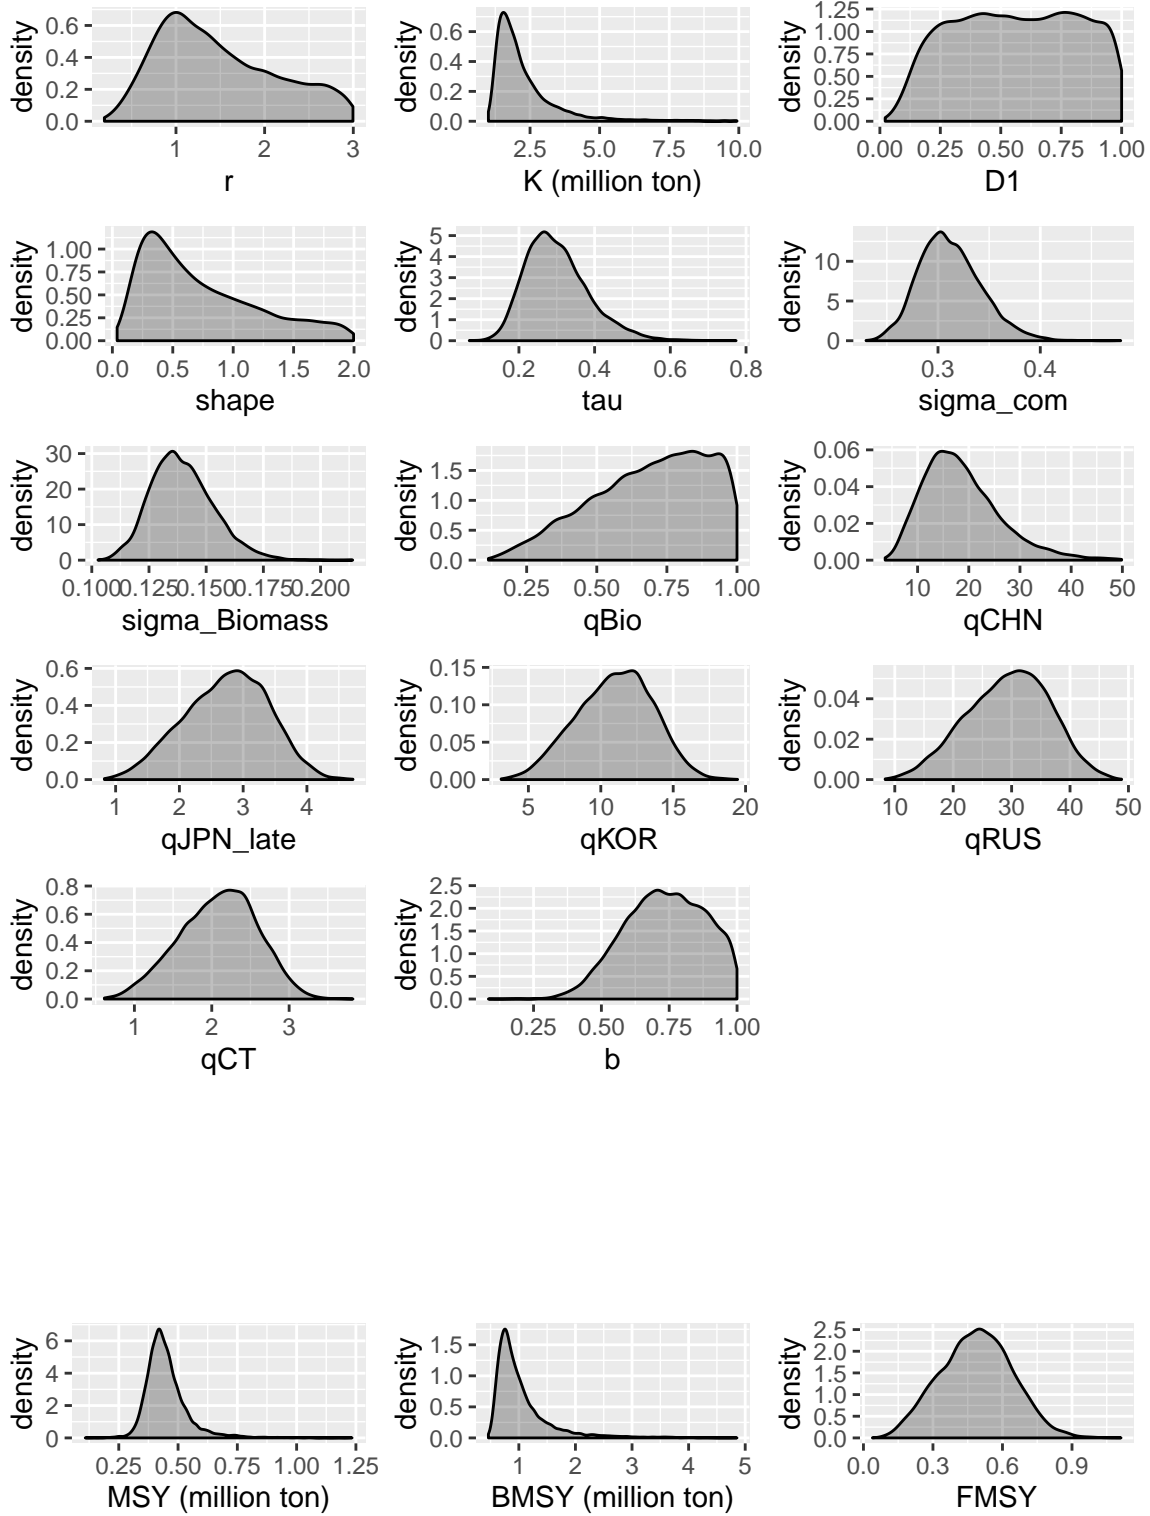 density 0.6 0.4 0.2 0.0 1 2 3 r
density 0.6 0.4 0.2 0.0 2.5 5.0 7.5 10.0 K (million ton)
density 1.25 1.00 0.75 0.50 0.25 0.00 0.00 0.25 0.50 0.75 1.00 D1
density 1.00 0.75 0.50 0.25 0.00 0.0 0.5 1.0 1.5 2.0 shape
density 5 4 3 2 1 0 0.2 0.4 0.6 0.8 tau
density 10 5 0 0.3 0.4 sigma_com
density 30 20 10 0 0.100 0.125 0.150 0.175 0.200 sigma_Biomass
density 1.5 1.0 0.5 0.0 0.25 0.50 0.75 1.00 qBio
density 0.06 0.04 0.02 0.00 10 20 30 40 50 qCHN
density 0.6 0.4 0.2 0.0 1 2 3 4 qJPN_late
density 0.15 0.10 0.05 0.00 5 10 15 20 qKOR
density 0.04 0.02 0.00 10 20 30 40 50 qRUS
density 0.8 0.6 0.4 0.2 0.0 1 2 3 qCT
density 2.5 2.0 1.5 1.0 0.5 0.0 0.25 0.50 0.75 1.00 b
density 6 4 2 0 0.25 0.50 0.75 1.00 1.25 MSY (million ton)
density 1.5 1.0 0.5 0.0 1 2 3 4 5 BMSY (million ton)
density 2.5 2.0 1.5 1.0 0.5 0.0 0.0 0.3 0.6 0.9 FMSY